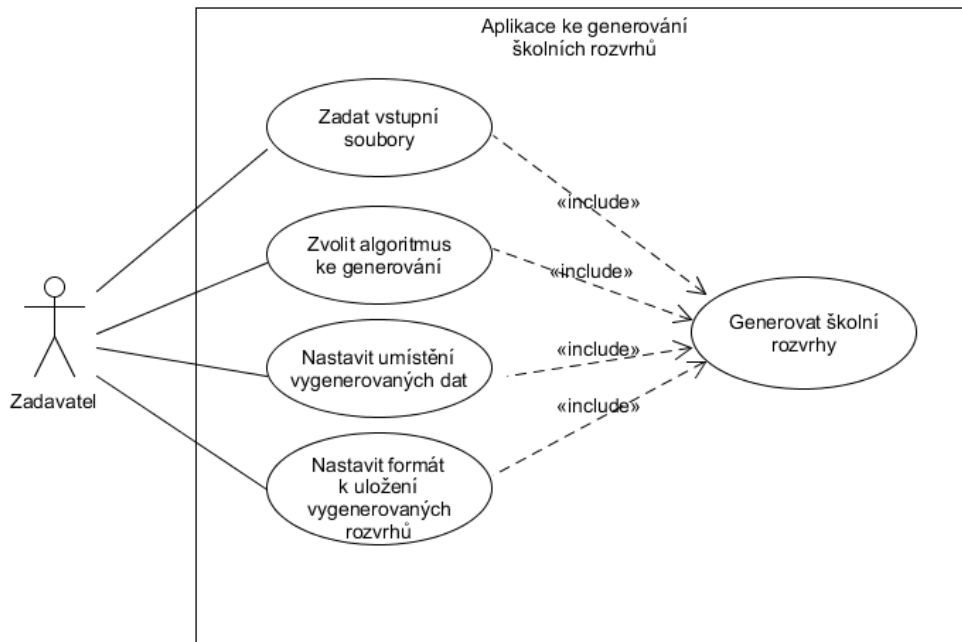 Aplikace ke generování
školních rozvrhů
Zadat vstupní
soubory
«include»
Zvolit algoritmus
ke generování
«include»
Generovat školní
rozvrhy
Nastavit umístění
vygenerovaných dat
«include»
Zadavatel
«include»
Nastavit formát
k uložení
vygenerovaných
rozvrhů